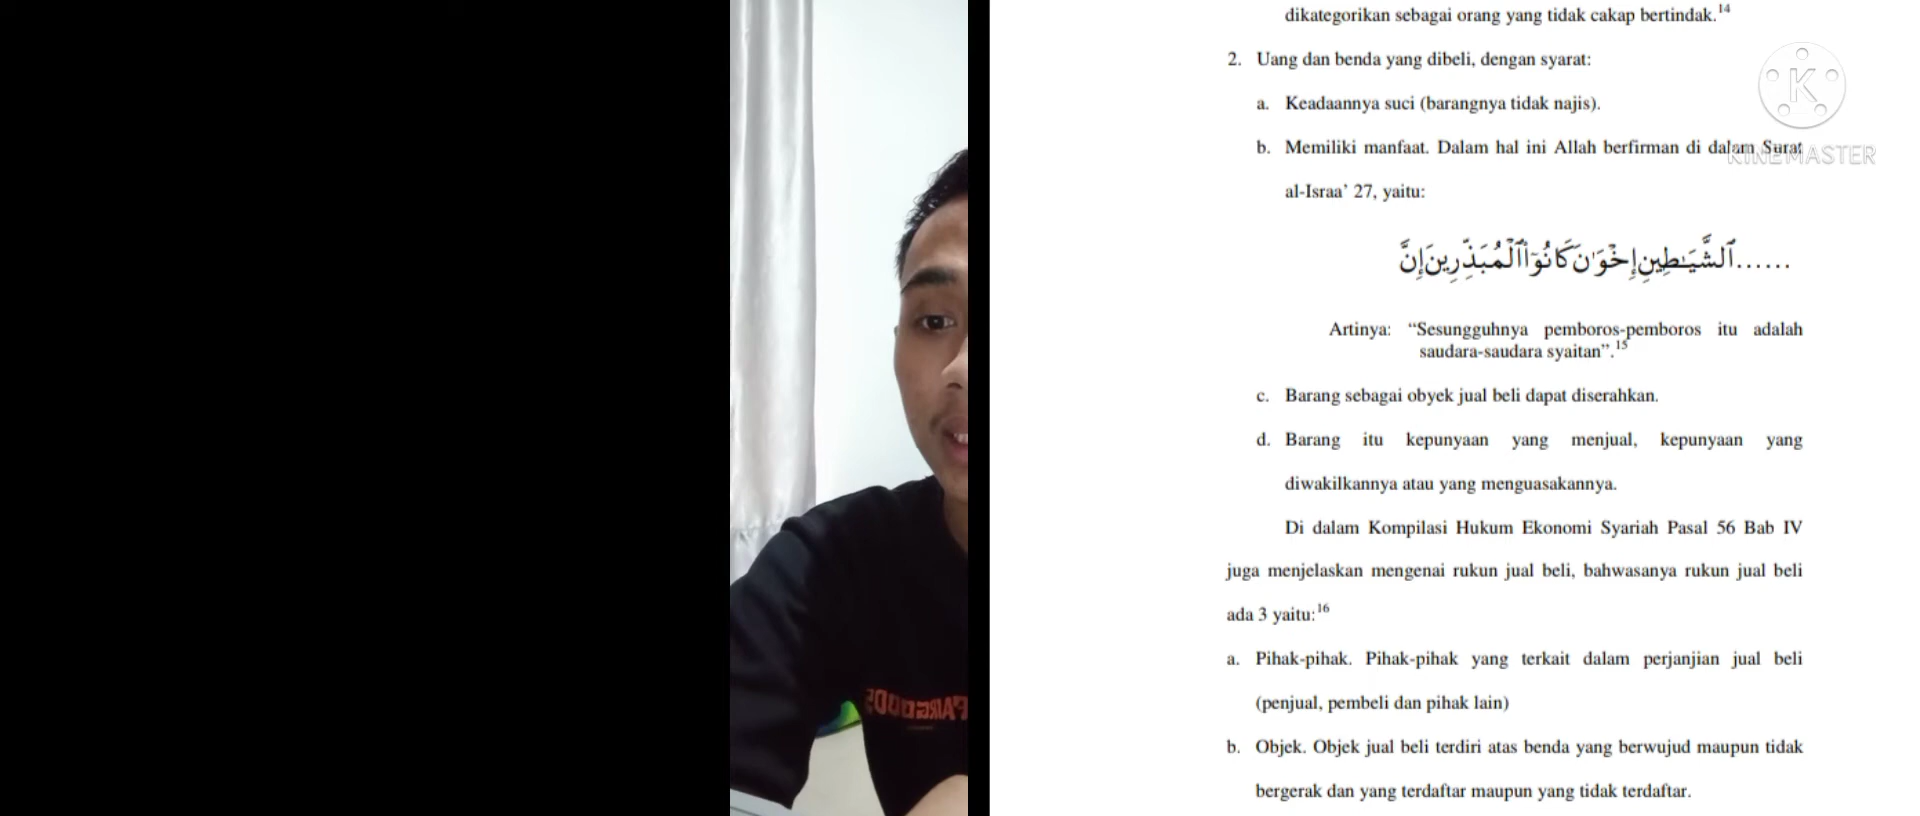 dikategorikan sebagai orang yang tidak cakap bertindak.14
2. Uang dan benda yang dibeli, dengan syarat:
a. Keadaannya suci (barangnya tidak najis).
b. Memiliki manfaat. Dalam hal ini Allah berfirman di dalam Surat
KINEMASTER
al-Israa’ 27, yaitu:
......ٱلشَّيَـٰطِينِإِخْوَٰنَكَانُوٓا۟ٱلْمُبَذِّرِينَإِنَّ
Artinya: “Sesungguhnya pemboros-pemboros itu adalah
saudara-saudara syaitan”.15
c. Barang sebagai obyek jual beli dapat diserahkan.
d. Barang itu kepunyaan yang menjual, kepunyaan yang
diwakilkannya atau yang menguasakannya.
Di dalam Kompilasi Hukum Ekonomi Syariah Pasal 56 Bab IV
juga menjelaskan mengenai rukun jual beli, bahwasanya rukun jual beli
ada 3 yaitu:16
a. Pihak-pihak. Pihak-pihak yang terkait dalam perjanjian jual beli
(penjual, pembeli dan pihak lain)
b. Objek. Objek jual beli terdiri atas benda yang berwujud maupun tidak
bergerak dan yang terdaftar maupun yang tidak terdaftar.